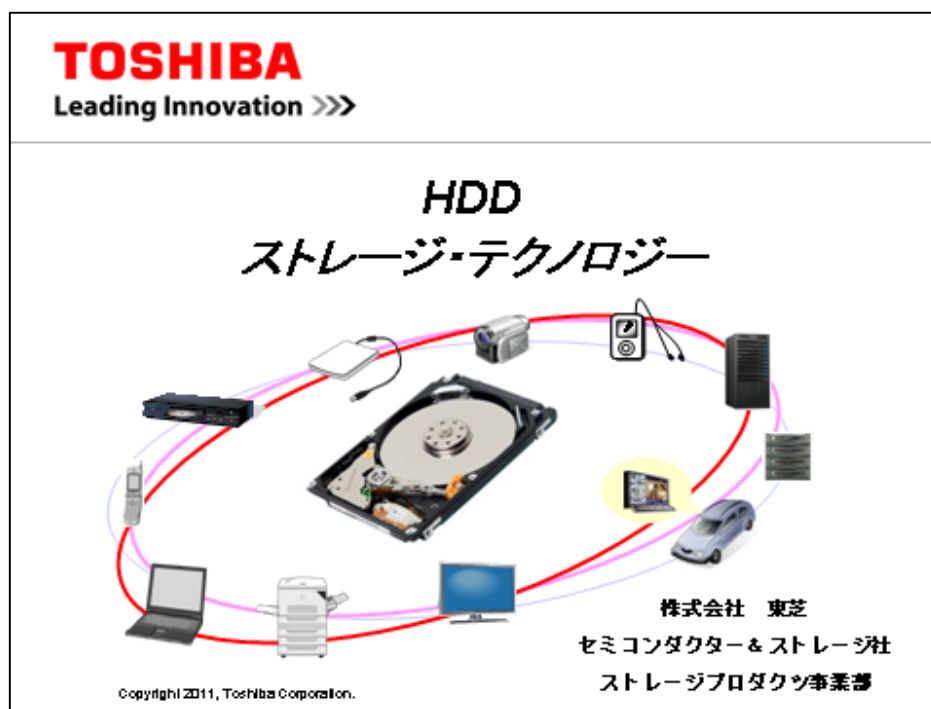 TOSHIBA
Leading Innovation >>>
HDD
ストレージ・テクノロジー
株式会社　東芝
セミコンダクター&ストレージ社
ストレージプロダクツ事業部
Copyright 2011, Toshiba Corporation.